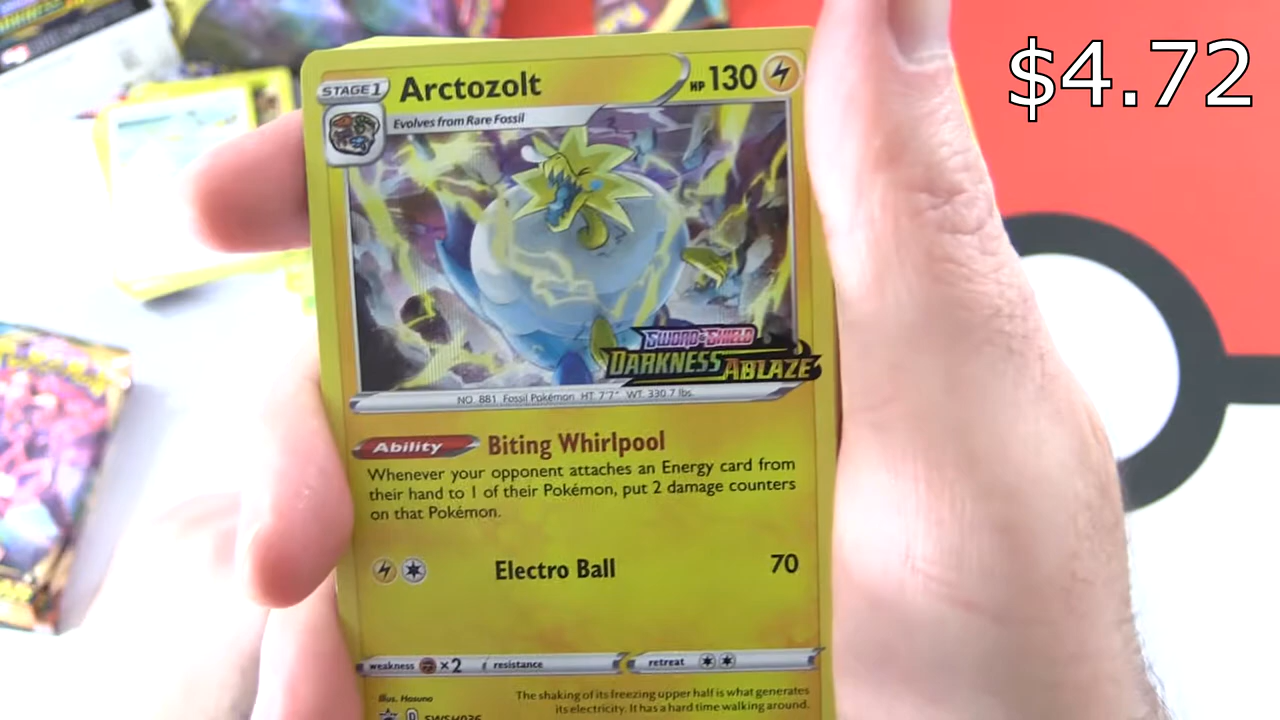 $4.72
STAGE 1 Arctozolt HP 130
Evolves from Rare Fossil
SWORD & SHIELD
DARKNESS ABLAZE
NO. 881 Fossil Pokémon HT 7'7" WT. 330.7 lbs.
Ability Biting Whirlpool
Whenever your opponent attaches an Energy card from
their hand to 1 of their Pokémon, put 2 damage counters
on that Pokémon.
Electro Ball 70
weakness ×2 resistance retreat
Illus. Hasuno
The shaking of its freezing upper half is what generates
its electricity. It has a hard time walking around.